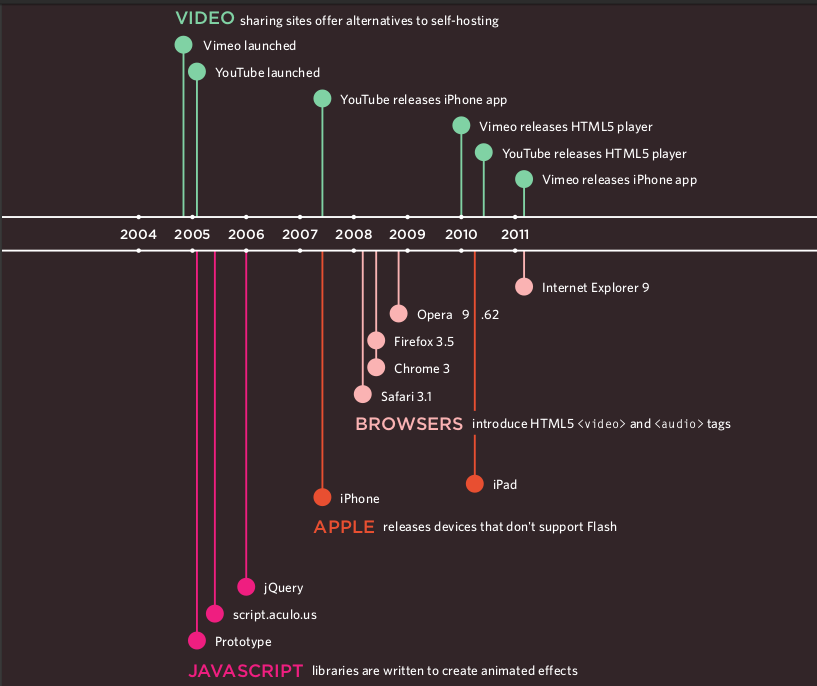 VIDEO sharing sites offer alternatives to self-hosting
Vimeo launched
YouTube launched
YouTube releases iPhone app
Vimeo releases HTML5 player
YouTube releases HTML5 player
Vimeo releases iPhone app
2004 2005 2006 2007 2008 2009 2010 2011
Internet Explorer 9
Opera 9 .62
Firefox 3.5
Chrome 3
Safari 3.1
BROWSERS introduce HTML5 <video> and <audio> tags
iPad
iPhone
APPLE releases devices that don't support Flash
jQuery
script.aculo.us
Prototype
JAVASCRIPT libraries are written to create animated effects